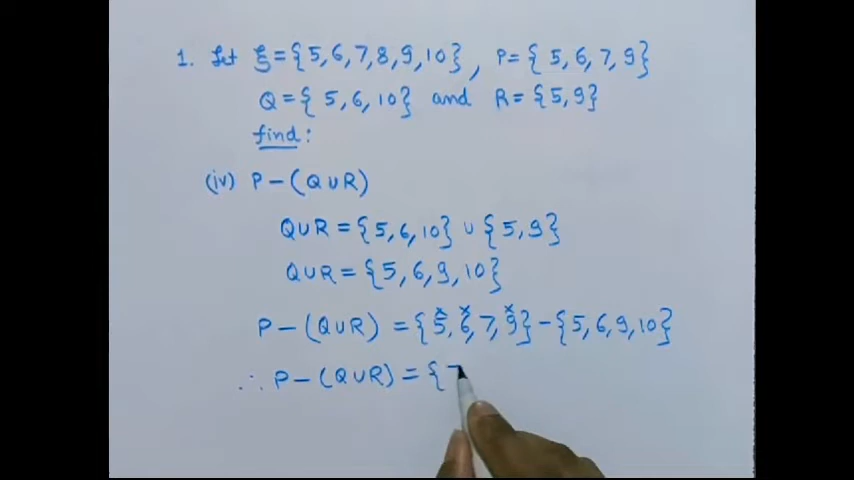 1. Let ξ = {5, 6, 7, 8, 9, 10}, P = {5, 6, 7, 9}
Q = {5, 6, 10} and R = {5, 9}
find:
(iv) P − (Q ∪ R)
Q ∪ R = {5, 6, 10} ∪ {5, 9}
Q ∪ R = {5, 6, 9, 10}
P − (Q ∪ R) = {5, 6, 7, 9} − {5, 6, 9, 10}
∴ P − (Q ∪ R) = {7